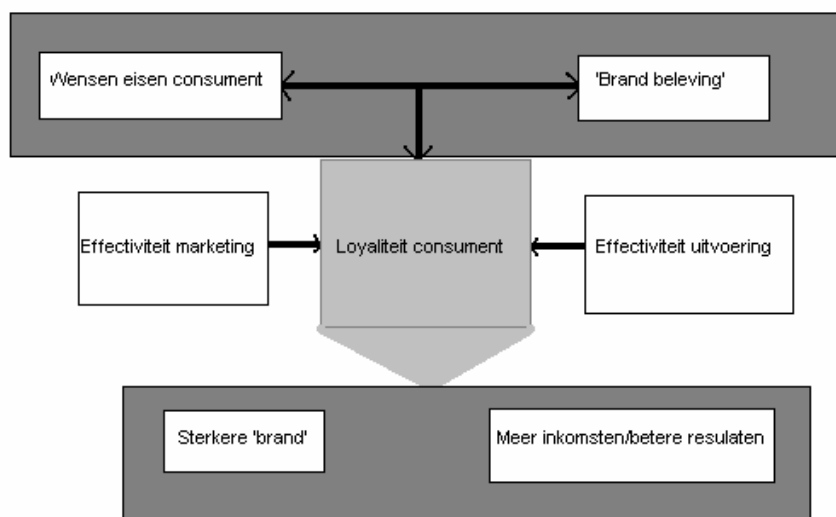 Wensen eisen consument
'Brand beleving'
Effectiviteit marketing
Loyaliteit consument
Effectiviteit uitvoering
Sterkere 'brand'
Meer inkomsten/betere resulaten